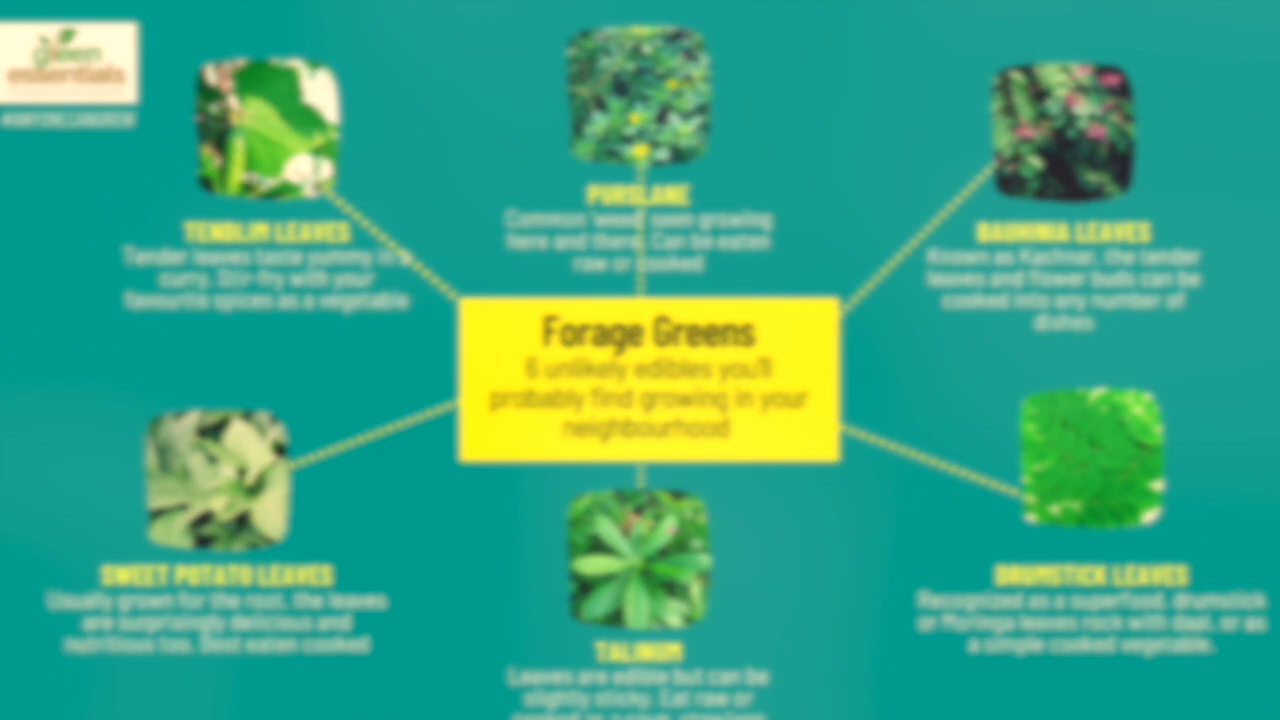 green
essentials
PURSLANE
Common 'weed' seen growing
here and there. Can be eaten
raw or cooked
TENDLIM LEAVES
Tender leaves taste yummy in a
curry. Stir-fry with your
favourite spices as a vegetable
BAUHINIA LEAVES
Known as Kachnar, the tender
leaves and flower buds can be
cooked into any number of
dishes
Forage Greens
6 unlikely edibles you'll
probably find growing in your
neighbourhood
SWEET POTATO LEAVES
Usually grown for the root, the leaves
are surprisingly delicious and
nutritious too. Best eaten cooked
DRUMSTICK LEAVES
Recognized as a superfood, drumstick
or Moringa leaves rock with daal, or as
a simple cooked vegetable.
TALINUM
Leaves are edible but can be
slightly sticky. Eat raw or